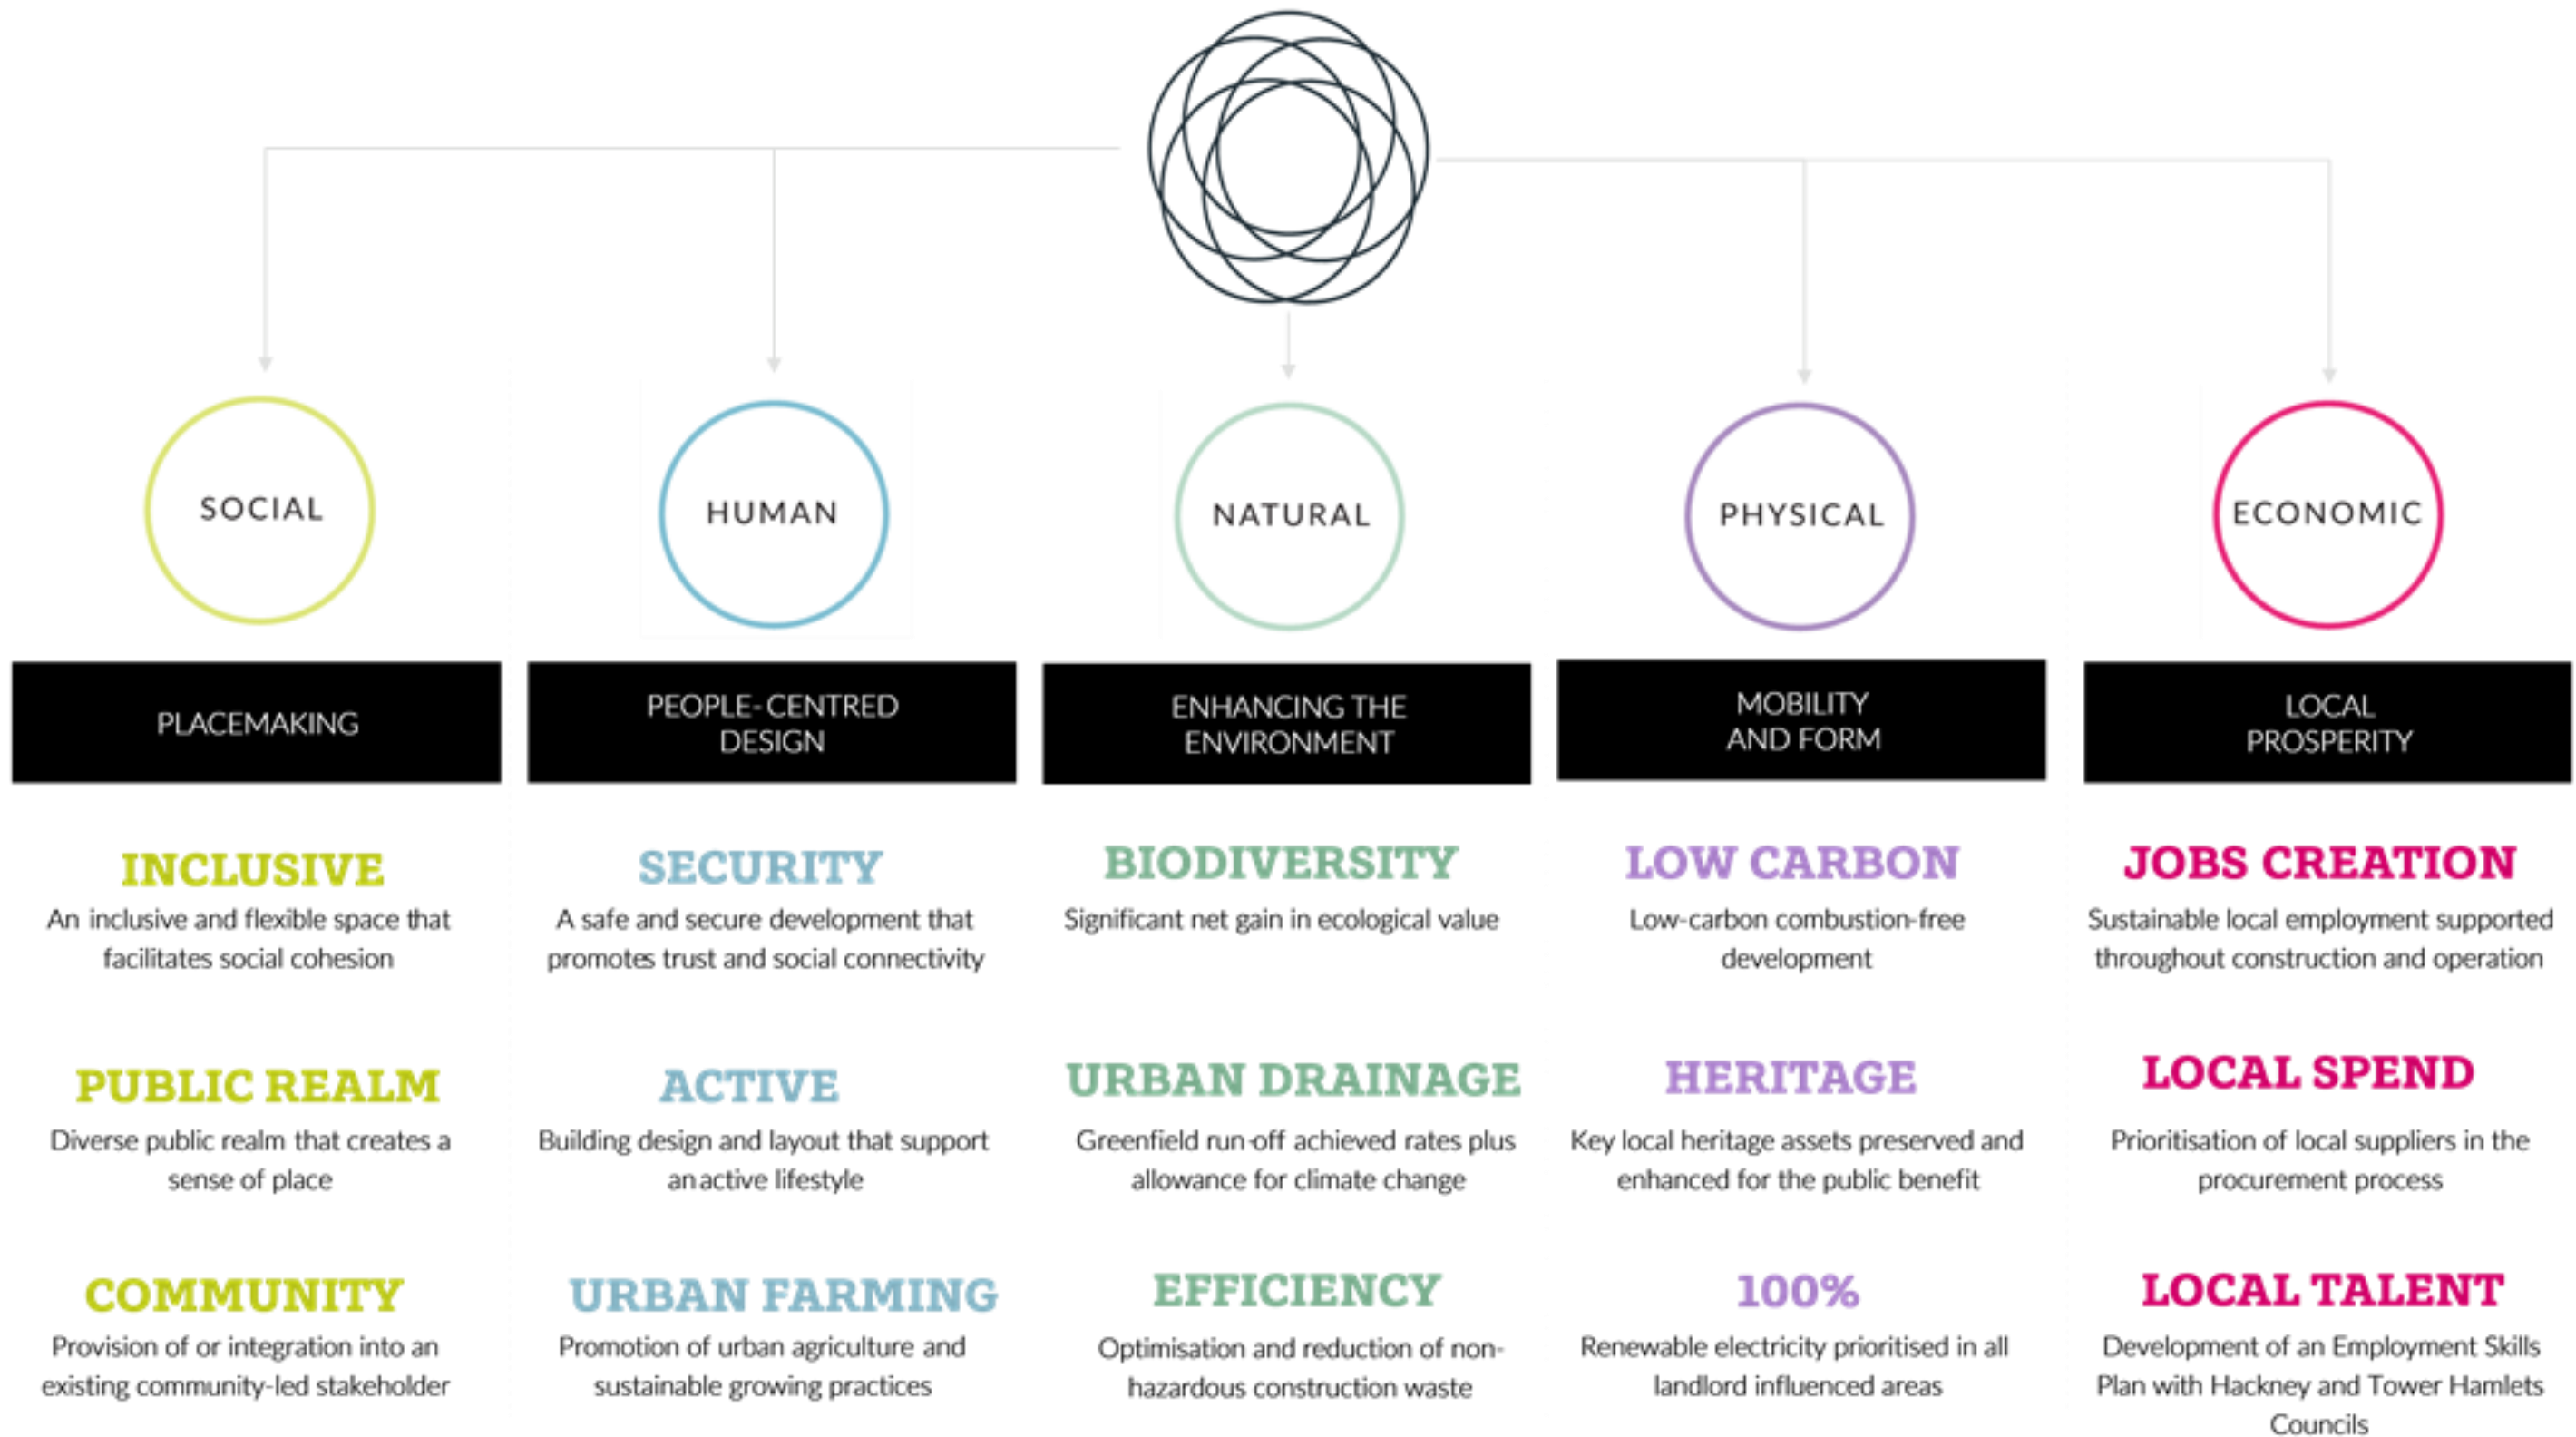 SOCIAL
HUMAN
NATURAL
PHYSICAL
ECONOMIC
PLACEMAKING
PEOPLE-CENTRED
DESIGN
ENHANCING THE
ENVIRONMENT
MOBILITY
AND FORM
LOCAL
PROSPERITY
INCLUSIVE
An inclusive and flexible space that
facilitates social cohesion
SECURITY
A safe and secure development that
promotes trust and social connectivity
BIODIVERSITY
Significant net gain in ecological value
LOW CARBON
Low-carbon combustion-free
development
JOBS CREATION
Sustainable local employment supported
throughout construction and operation
PUBLIC REALM
Diverse public realm that creates a
sense of place
ACTIVE
Building design and layout that support
an active lifestyle
URBAN DRAINAGE
Greenfield run-off achieved rates plus
allowance for climate change
HERITAGE
Key local heritage assets preserved and
enhanced for the public benefit
LOCAL SPEND
Prioritisation of local suppliers in the
procurement process
COMMUNITY
Provision of or integration into an
existing community-led stakeholder
URBAN FARMING
Promotion of urban agriculture and
sustainable growing practices
EFFICIENCY
Optimisation and reduction of non-
hazardous construction waste
100%
Renewable electricity prioritised in all
landlord influenced areas
LOCAL TALENT
Development of an Employment Skills
Plan with Hackney and Tower Hamlets
Councils